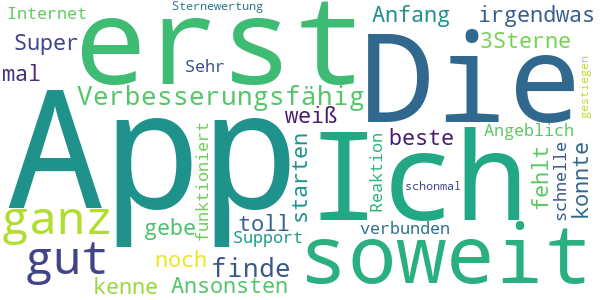 Internet
Sternewertung
Anfang
irgendwas
Super
erst
Die
3Sterne
mal
Sehr
Verbesserungsfähig
gestiegen
App
weiß
Ich
beste
Angeblich
ganz
funktioniert
starten
Reaktion
schonmal
fehlt
schnelle
konnte
gebe
toll
verbunden
gut
Support
soweit
noch
finde
kenne
Ansonsten